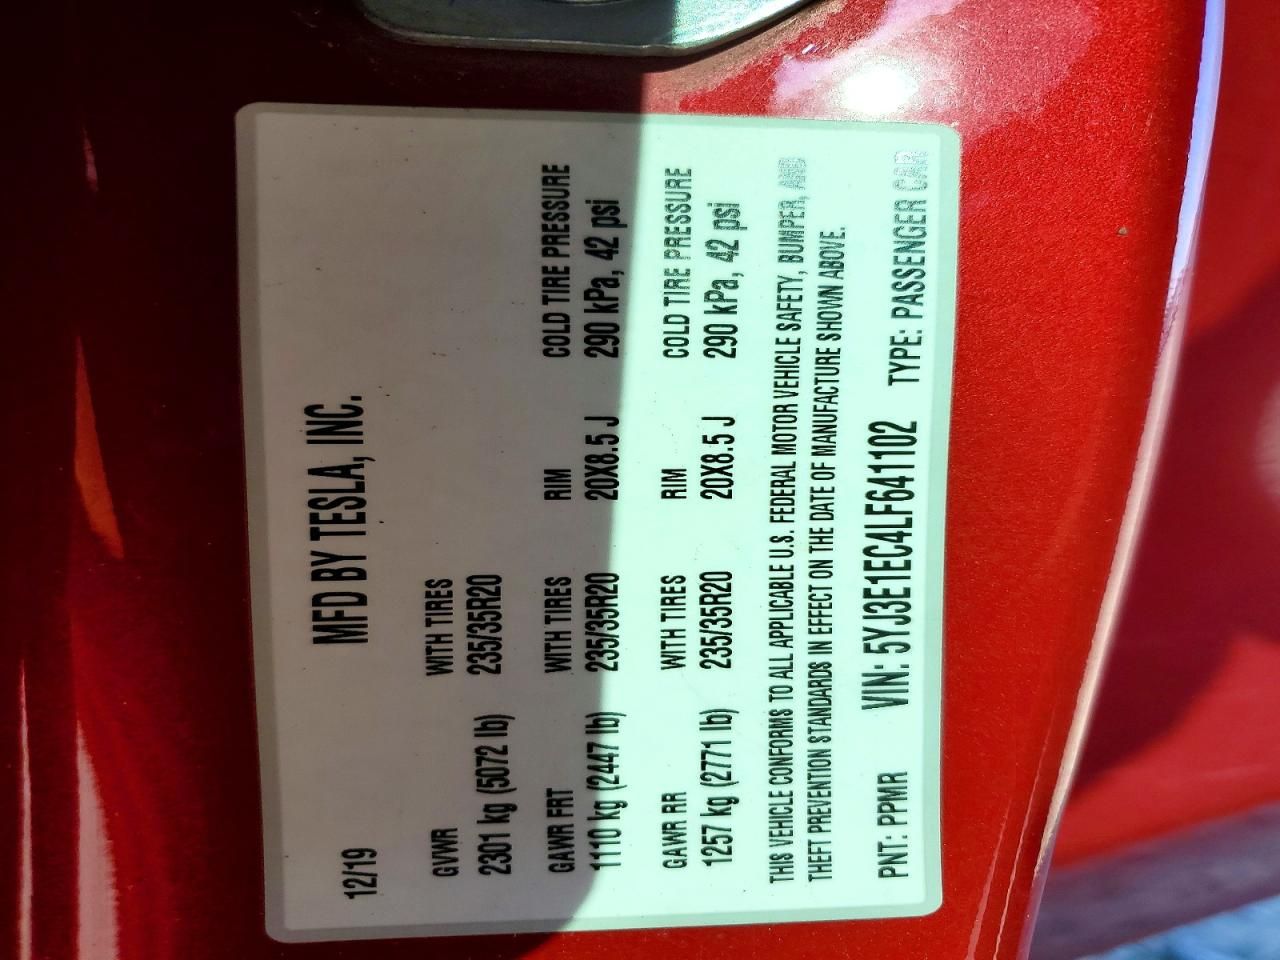 MFD BY TESLA, INC.
12/19
GVWR WITH TIRES
2301 kg (5072 lb) 235/35R20
GAWR FRT WITH TIRES RIM COLD TIRE PRESSURE
1110 kg (2447 lb) 235/35R20 20X8.5 J 290 kPa, 42 psi
GAWR RR WITH TIRES RIM COLD TIRE PRESSURE
1257 kg (2771 lb) 235/35R20 20X8.5 J 290 kPa, 42 psi
THIS VEHICLE CONFORMS TO ALL APPLICABLE U.S. FEDERAL MOTOR VEHICLE SAFETY, BUMPER, AND
THEFT PREVENTION STANDARDS IN EFFECT ON THE DATE OF MANUFACTURE SHOWN ABOVE.
PNT: PPMR VIN: 5YJ3E1EC4LF641102 TYPE: PASSENGER CAR